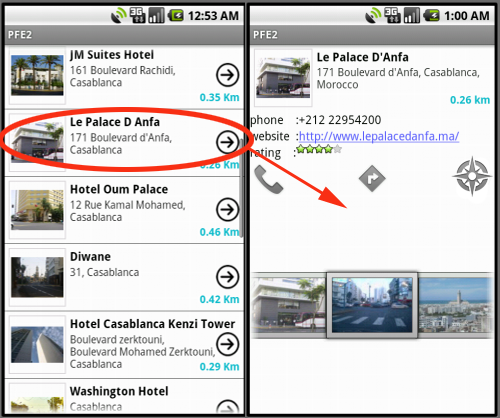 12:53 AM
PFE2
JM Suites Hotel
161 Boulevard Rachidi,
Casablanca
0.35 Km
Le Palace D Anfa
171 Boulevard d'Anfa,
Casablanca
0.26 Km
Hotel Oum Palace
12 Rue Kamal Mohamed,
Casablanca
0.46 Km
Diwane
31, Casablanca
0.42 Km
Hotel Casablanca Kenzi Tower
Boulevard zerktouni,
Boulevard Mohamed Zerktouni,
Casablanca
0.29 Km
Washington Hotel
1:00 AM
PFE2
Le Palace D'Anfa
171 Boulevard d'Anfa, Casablanca,
Morocco
0.26 km
phone :+212 22954200
website :http://www.lepalacedanfa.ma/
rating :